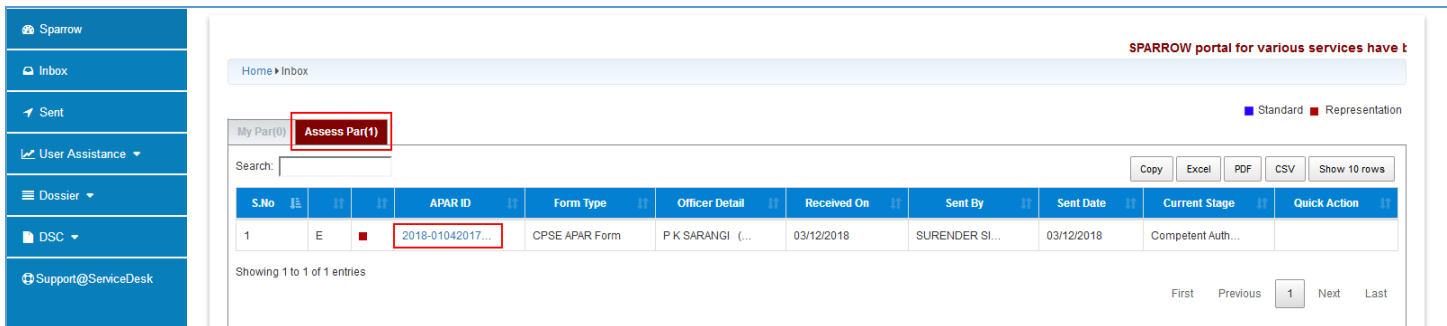 Sparrow
Inbox
Sent
User Assistance
Dossier
DSC
Support@ServiceDesk
SPARROW portal for various services have b
Home Inbox
Standard Representation
My Par(0) Assess Par(1)
Search: Copy Excel PDF CSV Show 10 rows
S.No APAR ID Form Type Officer Detail Received On Sent By Sent Date Current Stage Quick Action
1 E 2018-01042017... CPSE APAR Form P K SARANGI (... 03/12/2018 SURENDER SI... 03/12/2018 Competent Auth...
Showing 1 to 1 of 1 entries
First Previous 1 Next Last